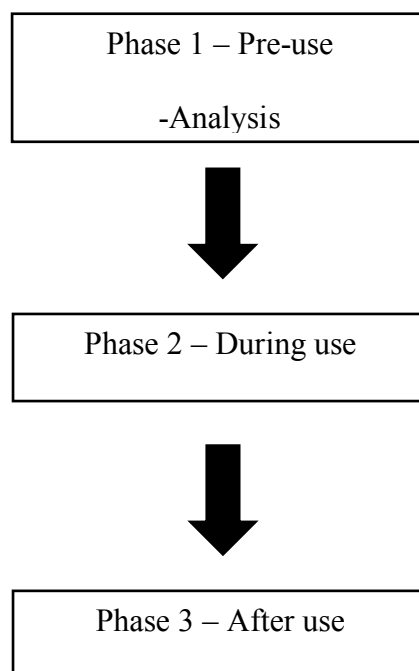 Phase 1 – Pre-use
-Analysis
Phase 2 – During use
Phase 3 – After use